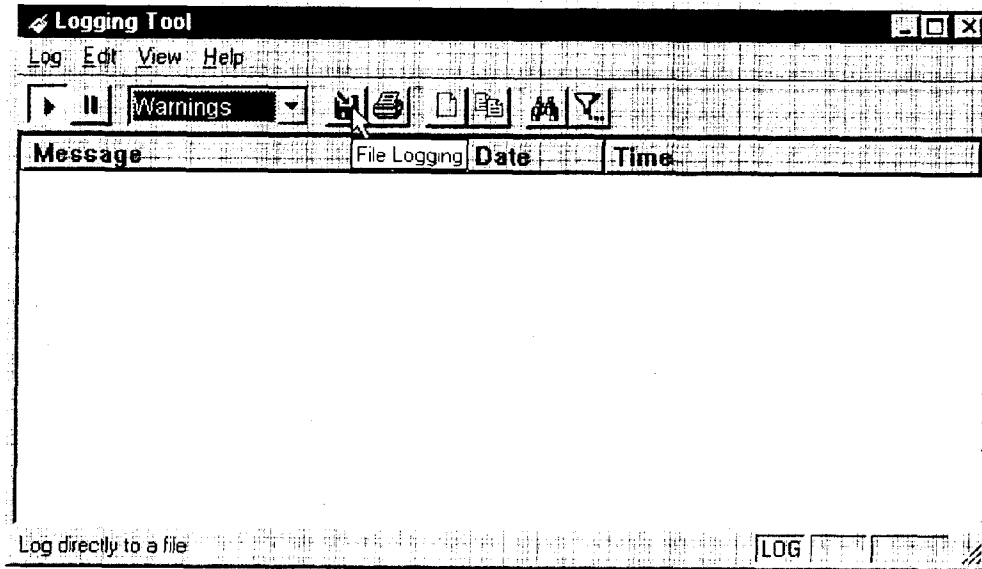 Logging Tool
Log Edit View Help
Warnings
Message File Logging Date Time
Log directly to a file LOG